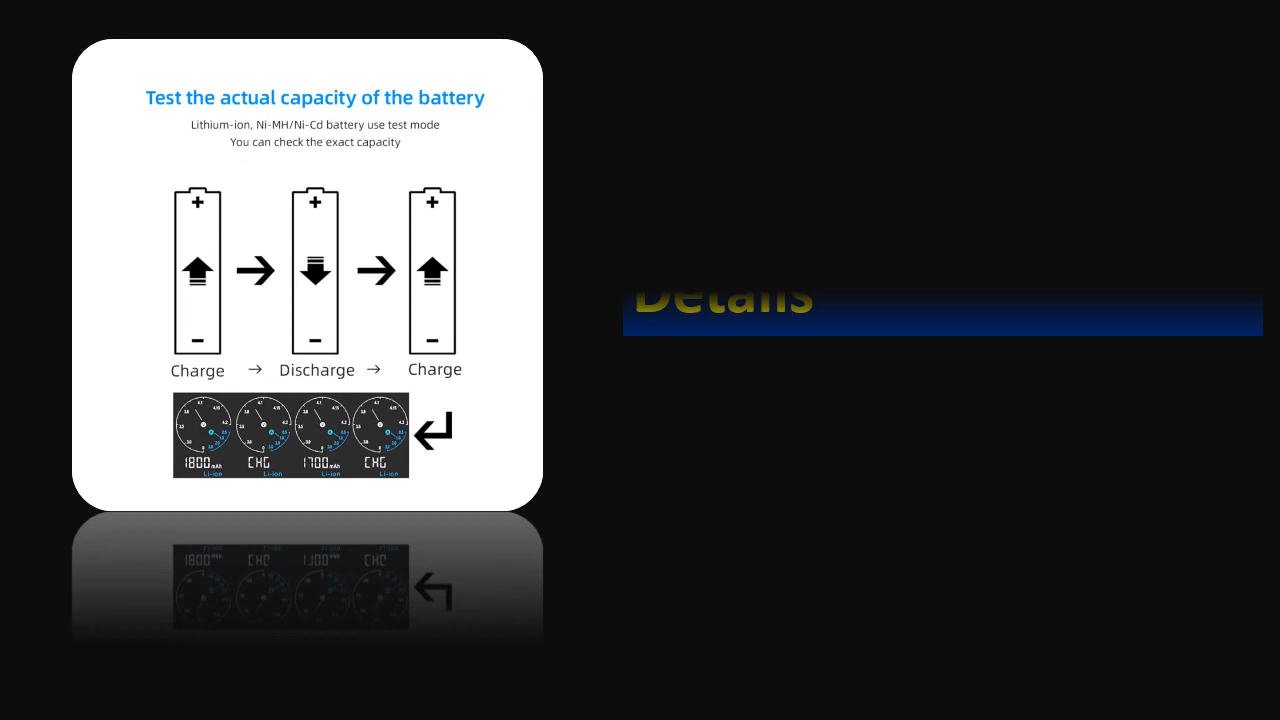 Test the actual capacity of the battery
Lithium-ion, Ni-MH/Ni-Cd battery use test mode
You can check the exact capacity
+ + +
Details
- - -
Charge → Discharge → Charge
1800mAh CHG 1700mAh CHG
Li-ion Li-ion Li-ion Li-ion